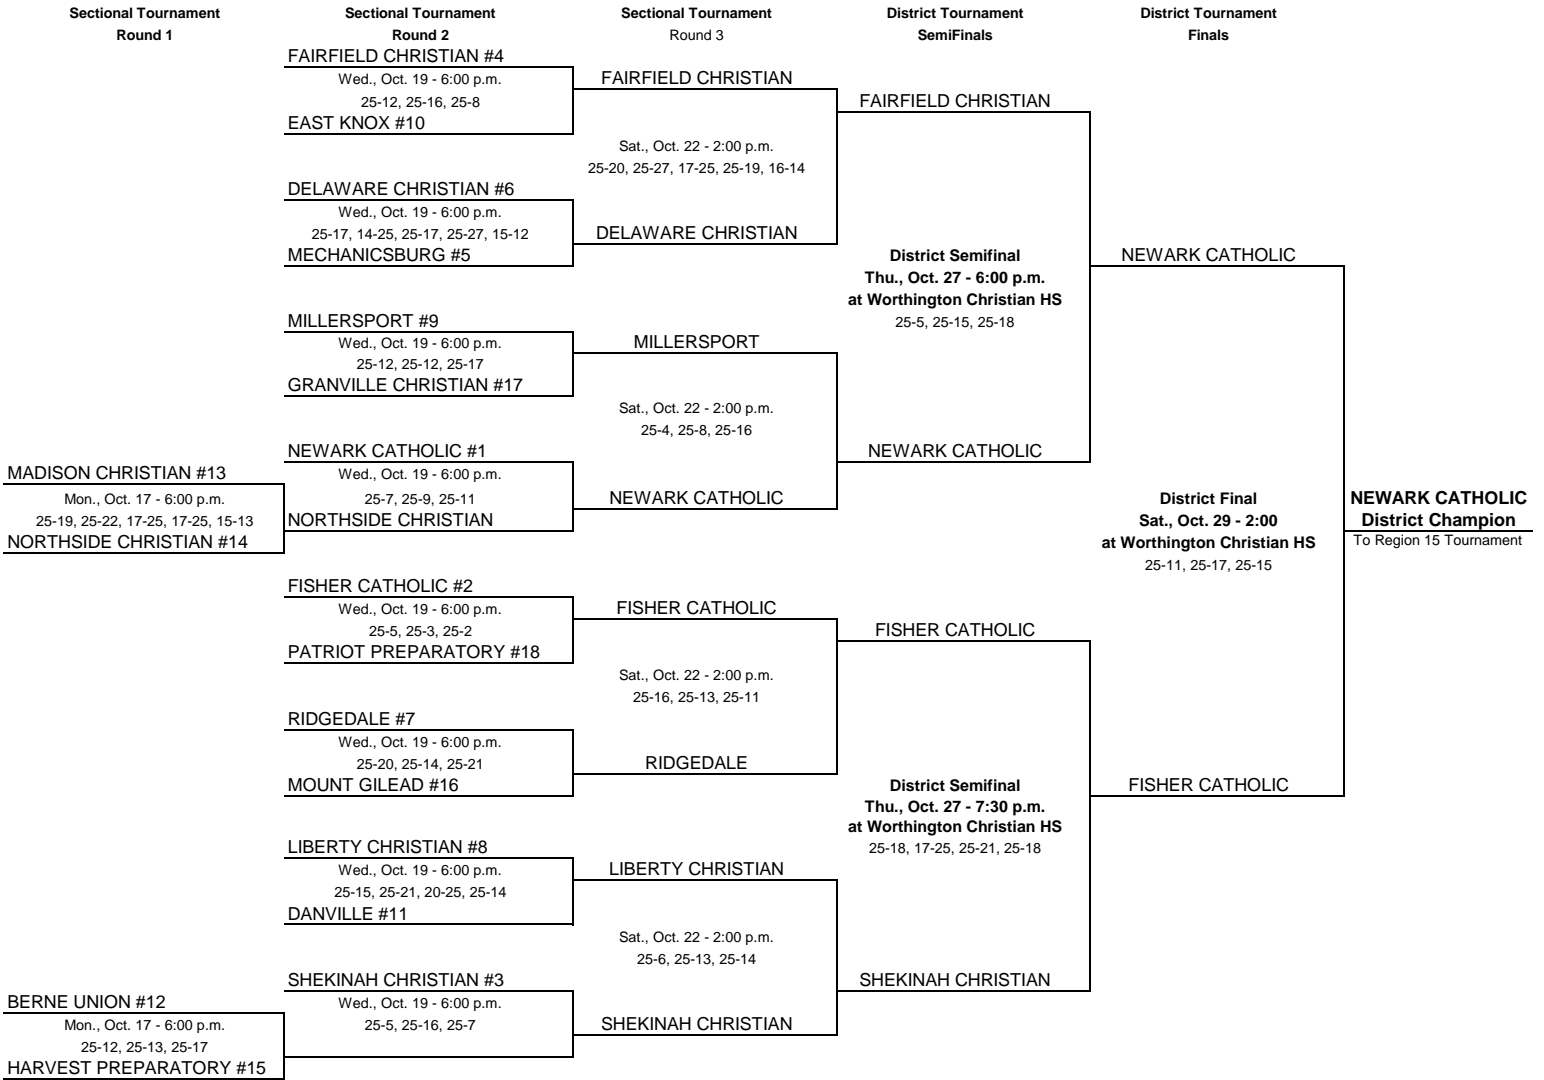 Sectional Tournament
Round 1
Sectional Tournament
Round 2
Sectional Tournament
Round 3
District Tournament
SemiFinals
District Tournament
Finals
MADISON CHRISTIAN #13
Mon., Oct. 17 - 6:00 p.m.
25-19, 25-22, 17-25, 17-25, 15-13
NORTHSIDE CHRISTIAN #14
BERNE UNION #12
Mon., Oct. 17 - 6:00 p.m.
25-12, 25-13, 25-17
HARVEST PREPARATORY #15
FAIRFIELD CHRISTIAN #4
Wed., Oct. 19 - 6:00 p.m.
25-12, 25-16, 25-8
EAST KNOX #10
DELAWARE CHRISTIAN #6
Wed., Oct. 19 - 6:00 p.m.
25-17, 14-25, 25-17, 25-27, 15-12
MECHANICSBURG #5
MILLERSPORT #9
Wed., Oct. 19 - 6:00 p.m.
25-12, 25-12, 25-17
GRANVILLE CHRISTIAN #17
NEWARK CATHOLIC #1
Wed., Oct. 19 - 6:00 p.m.
25-7, 25-9, 25-11
NORTHSIDE CHRISTIAN
FISHER CATHOLIC #2
Wed., Oct. 19 - 6:00 p.m.
25-5, 25-3, 25-2
PATRIOT PREPARATORY #18
RIDGEDALE #7
Wed., Oct. 19 - 6:00 p.m.
25-20, 25-14, 25-21
MOUNT GILEAD #16
LIBERTY CHRISTIAN #8
Wed., Oct. 19 - 6:00 p.m.
25-15, 25-21, 20-25, 25-14
DANVILLE #11
SHEKINAH CHRISTIAN #3
Wed., Oct. 19 - 6:00 p.m.
25-5, 25-16, 25-7
FAIRFIELD CHRISTIAN
Sat., Oct. 22 - 2:00 p.m.
25-20, 25-27, 17-25, 25-19, 16-14
DELAWARE CHRISTIAN
MILLERSPORT
Sat., Oct. 22 - 2:00 p.m.
25-4, 25-8, 25-16
NEWARK CATHOLIC
FISHER CATHOLIC
Sat., Oct. 22 - 2:00 p.m.
25-16, 25-13, 25-11
RIDGEDALE
LIBERTY CHRISTIAN
Sat., Oct. 22 - 2:00 p.m.
25-6, 25-13, 25-14
SHEKINAH CHRISTIAN
FAIRFIELD CHRISTIAN
District Semifinal
Thu., Oct. 27 - 6:00 p.m.
at Worthington Christian HS
25-5, 25-15, 25-18
NEWARK CATHOLIC
FISHER CATHOLIC
District Semifinal
Thu., Oct. 27 - 7:30 p.m.
at Worthington Christian HS
25-18, 17-25, 25-21, 25-18
SHEKINAH CHRISTIAN
NEWARK CATHOLIC
District Final
Sat., Oct. 29 - 2:00
at Worthington Christian HS
25-11, 25-17, 25-15
FISHER CATHOLIC
NEWARK CATHOLIC
District Champion
To Region 15 Tournament